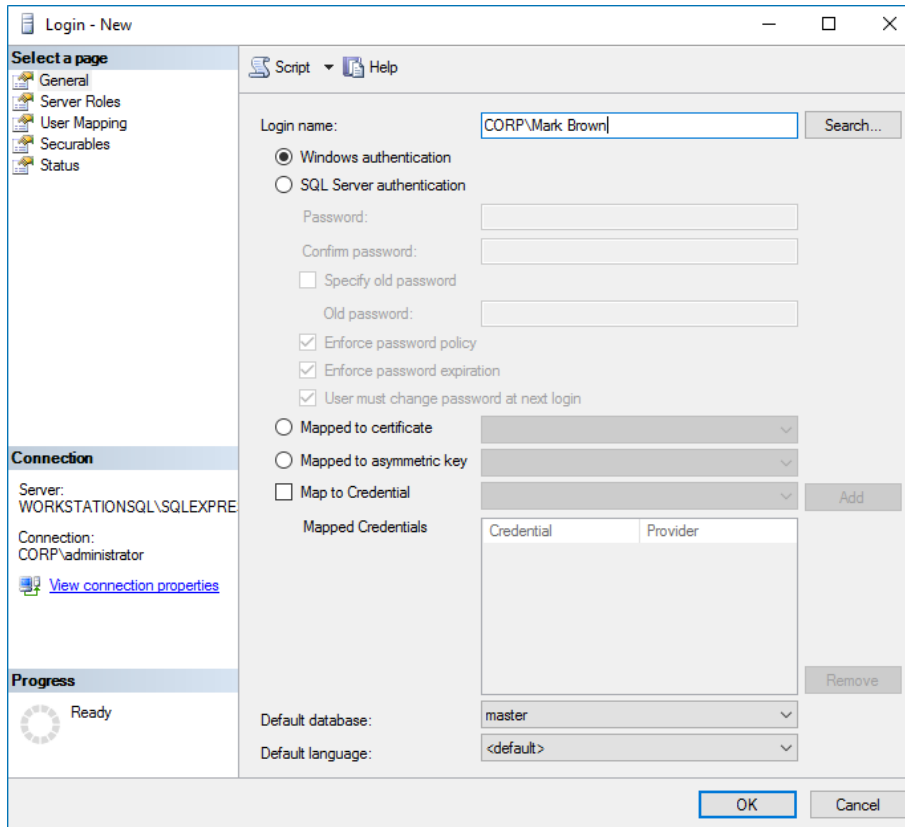 Login - New
Select a page
General
Server Roles
User Mapping
Securables
Status
Connection
Server:
WORKSTATIONSQL\SQLEXPRE
Connection:
CORP\administrator
View connection properties
Progress
Ready
Script Help
Login name: CORP\Mark Brown Search...
Windows authentication
SQL Server authentication
Password:
Confirm password:
Specify old password
Old password:
Enforce password policy
Enforce password expiration
User must change password at next login
Mapped to certificate
Mapped to asymmetric key
Map to Credential Add
Mapped Credentials Credential Provider
Remove
Default database: master
Default language: <default>
OK Cancel